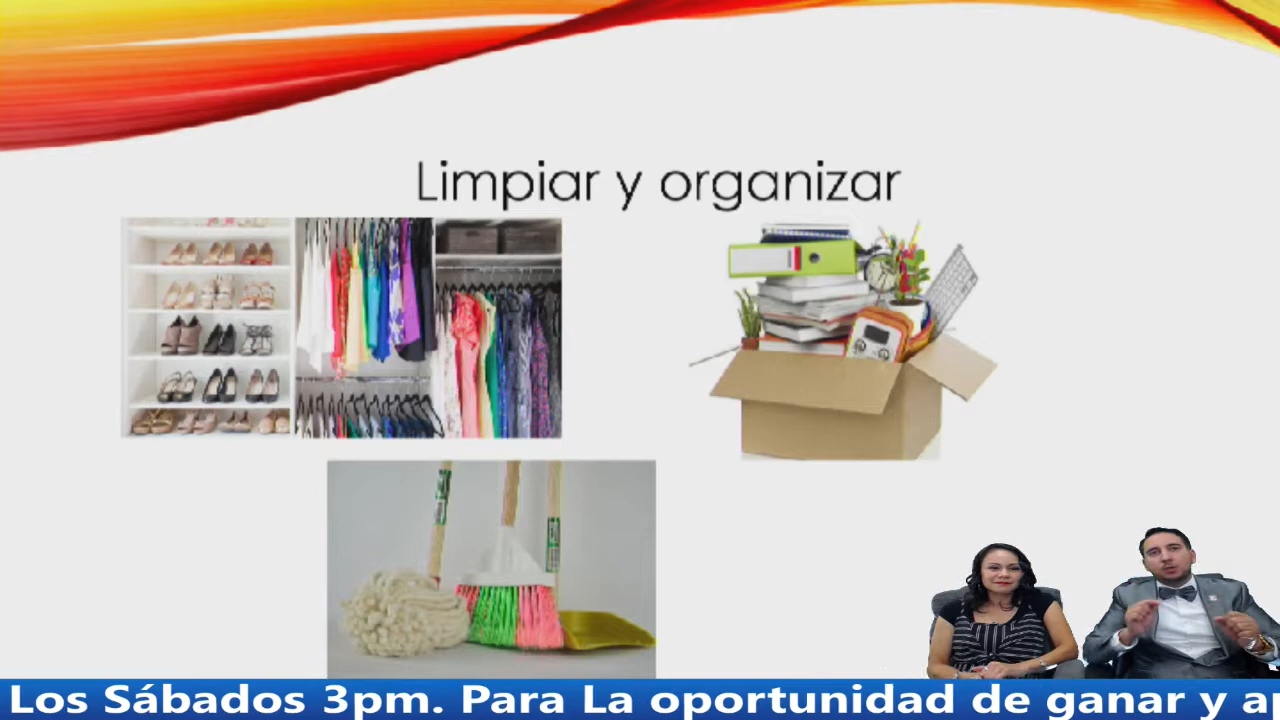 Limpiar y organizar
Los Sábados 3pm. Para La oportunidad de ganar y